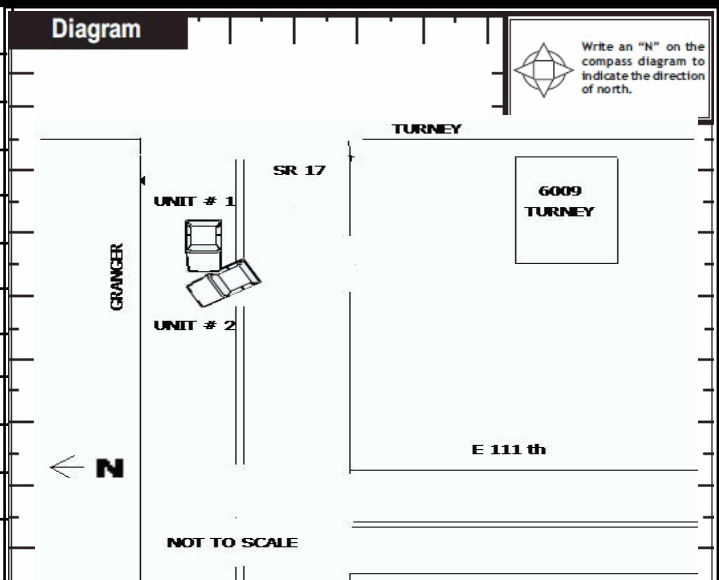 Diagram
Write an “N” on the
compass diagram to
indicate the direction
of north.
TURNEY
SR 17
UNIT # 1
6009
TURNEY
GRANGER
UNIT # 2
E 111 th
N
NOT TO SCALE